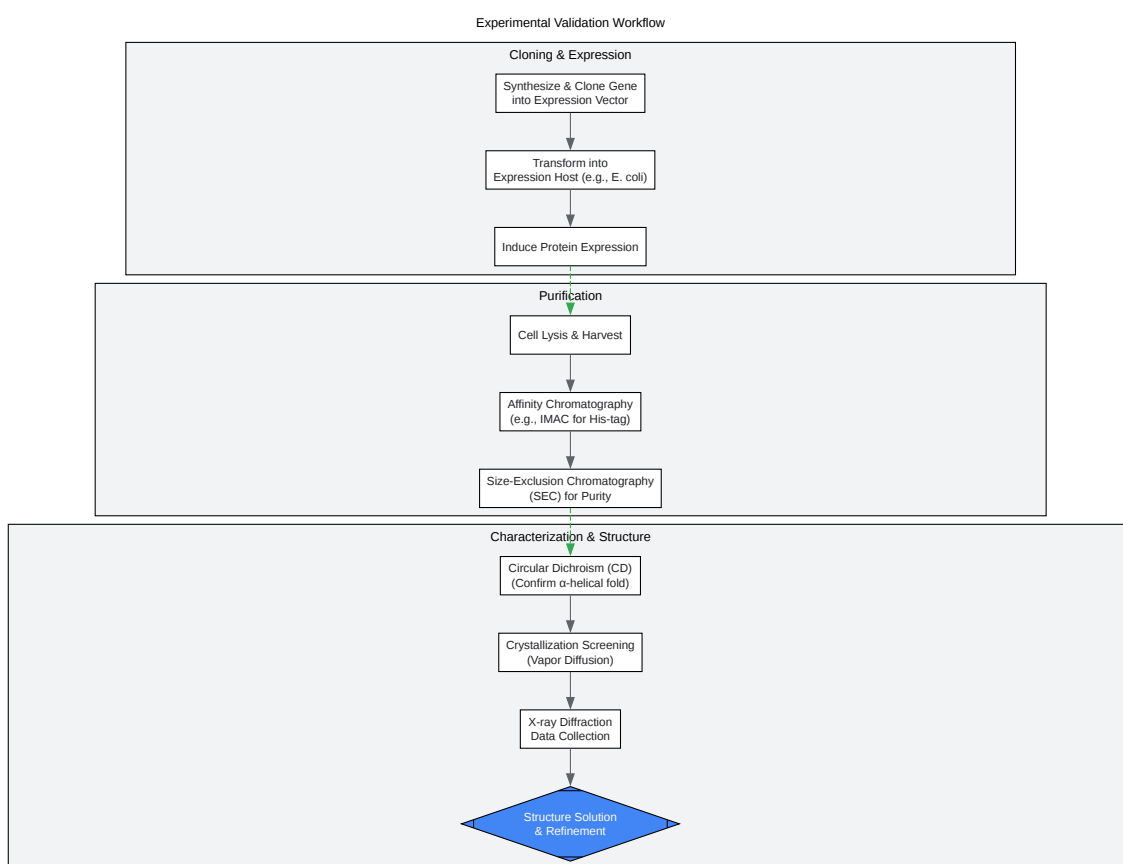 Experimental Validation Workflow
Cloning & Expression
Synthesize & Clone Gene
into Expression Vector
Transform into
Expression Host (e.g., E. coli)
Induce Protein Expression
Purification
Cell Lysis & Harvest
Affinity Chromatography
(e.g., IMAC for His-tag)
Size-Exclusion Chromatography
(SEC) for Purity
Characterization & Structure
Circular Dichroism (CD)
(Confirm α-helical fold)
Crystallization Screening
(Vapor Diffusion)
X-ray Diffraction
Data Collection
Structure Solution
& Refinement